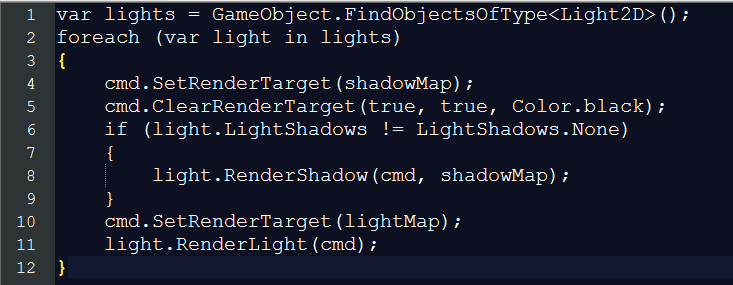 1 var lights = GameObject.FindObjectsOfType<Light2D>();
2 foreach (var light in lights)
3 {
4     cmd.SetRenderTarget(shadowMap);
5     cmd.ClearRenderTarget(true, true, Color.black);
6     if (light.LightShadows != LightShadows.None)
7     {
8         light.RenderShadow(cmd, shadowMap);
9     }
10     cmd.SetRenderTarget(lightMap);
11     light.RenderLight(cmd);
12 }